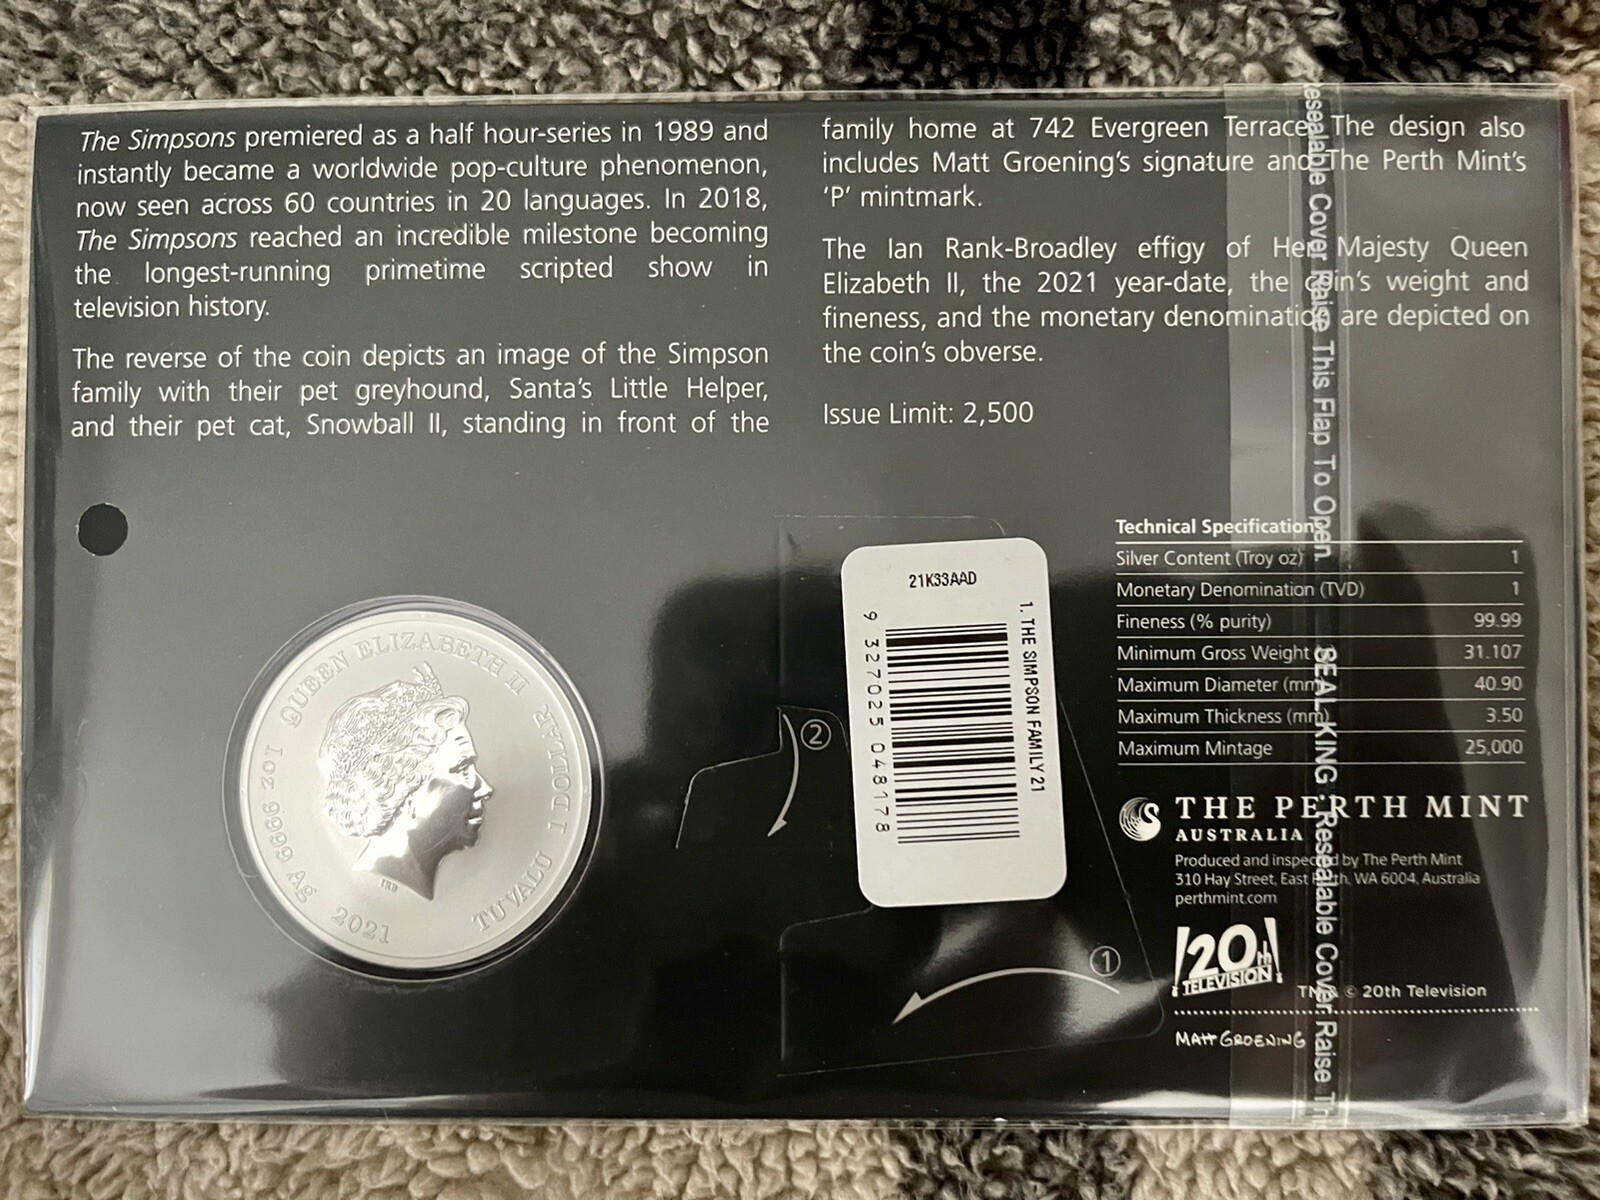 The Simpsons premiered as a half hour-series in 1989 and
instantly became a worldwide pop-culture phenomenon,
now seen across 60 countries in 20 languages. In 2018,
The Simpsons reached an incredible milestone becoming
the longest-running primetime scripted show in
television history.
The reverse of the coin depicts an image of the Simpson
family with their pet greyhound, Santa's Little Helper,
and their pet cat, Snowball II, standing in front of the
family home at 742 Evergreen Terrace. The design also
includes Matt Groening's signature and The Perth Mint's
'P' mintmark.
The Ian Rank-Broadley effigy of Her Majesty Queen
Elizabeth II, the 2021 year-date, the coin's weight and
fineness, and the monetary denomination are depicted on
the coin's obverse.
Issue Limit: 2,500
QUEEN ELIZABETH II
1oz 9999 Ag 2021
TUVALU 1 DOLLAR
IRB
2
1
21K33AAD
1. THE SIMPSON FAMILY 21
9 327025 048178
Technical Specifications
Silver Content (Troy oz) 1
Monetary Denomination (TVD) 1
Fineness (% purity) 99.99
Minimum Gross Weight 31.107
Maximum Diameter (mm) 40.90
Maximum Thickness (mm) 3.50
Maximum Mintage 25,000
THE PERTH MINT
AUSTRALIA
Produced and inspected by The Perth Mint
310 Hay Street, East Perth, WA 6004, Australia
perthmint.com
20th
TELEVISION
TM & © 20th Television
MATT GROENING
esealable Cover Raise This Flap To Open.
SEAL KING : Resealable Cover Raise Th